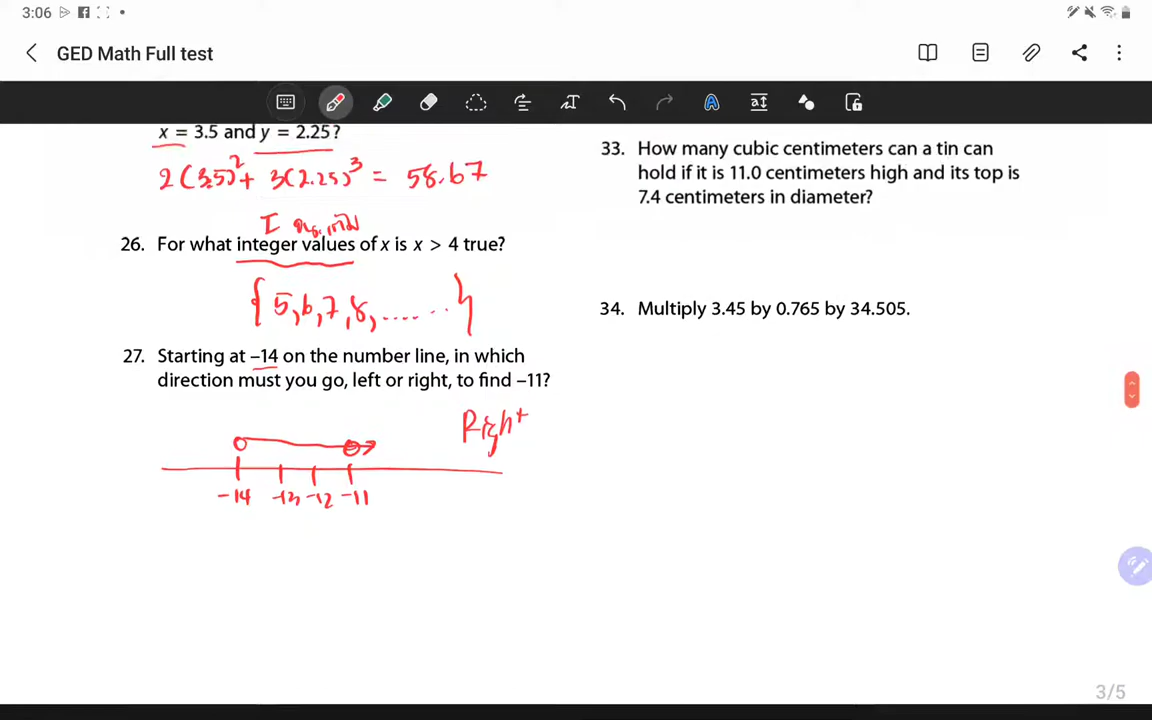 3:06
GED Math Full test
x = 3.5 and y = 2.25?
2(3.5)² + 3(2.25)³ = 58.67
I
26. For what integer values of x is x > 4 true?
{5, 6, 7, 8, ......}
27. Starting at –14 on the number line, in which
direction must you go, left or right, to find –11?
Right
-14 -13 -12 -11
33. How many cubic centimeters can a tin can
hold if it is 11.0 centimeters high and its top is
7.4 centimeters in diameter?
34. Multiply 3.45 by 0.765 by 34.505.
3/5